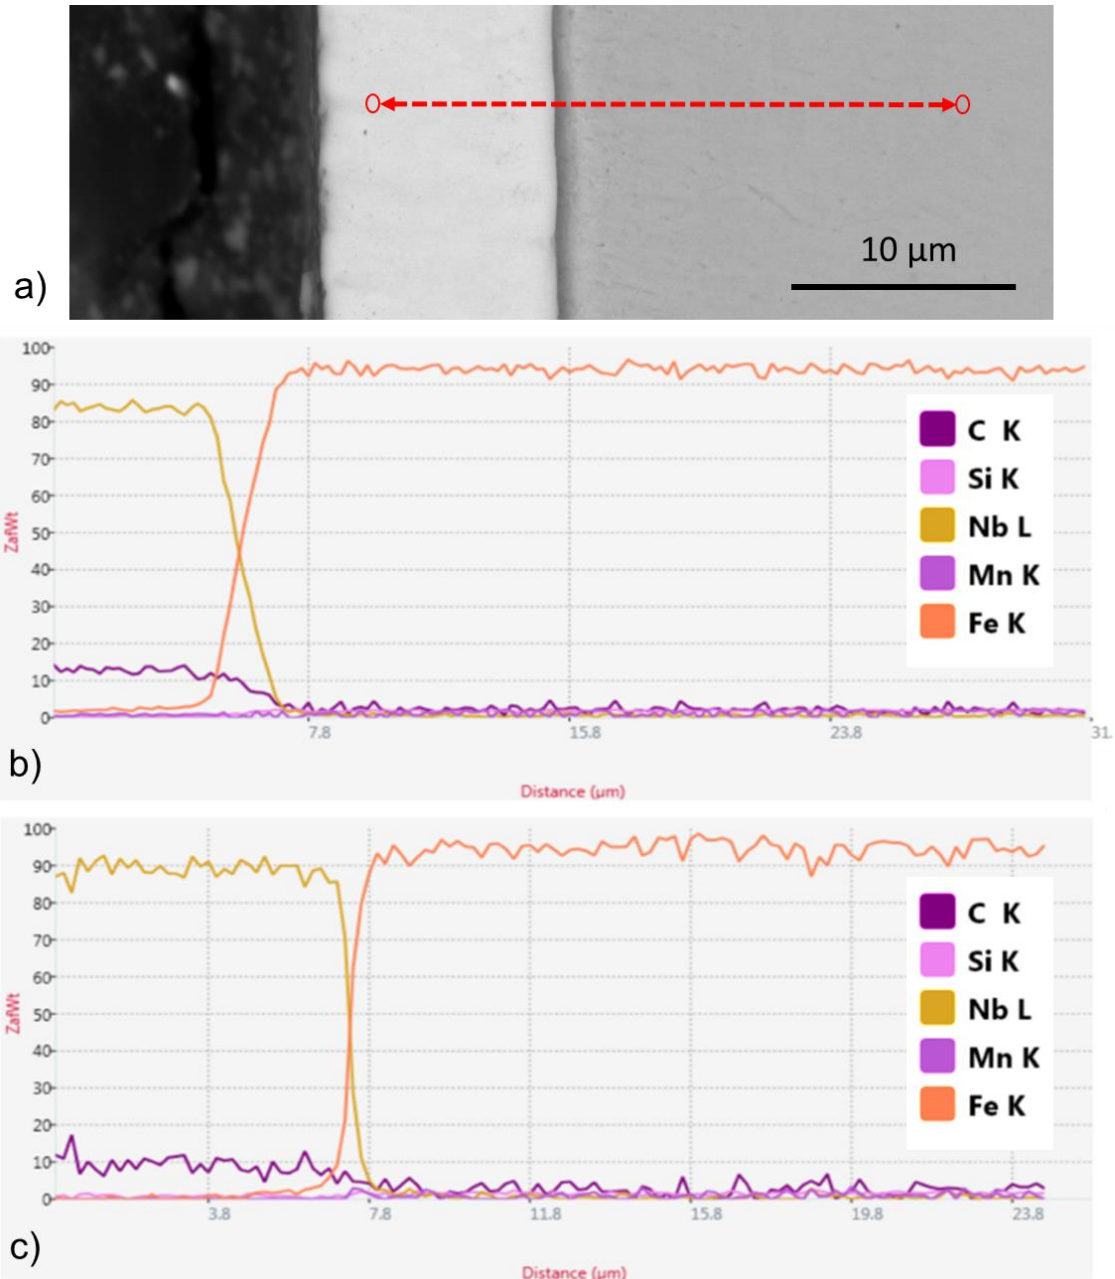 10 µm
a)
100
90
80
70
60
50
40
30
20
10
0
ZafWt
C K
Si K
Nb L
Mn K
Fe K
7.8
15.8
23.8
31.
b)
Distance (µm)
100
90
80
70
60
50
40
30
20
10
0
ZafWt
C K
Si K
Nb L
Mn K
Fe K
3.8
7.8
11.8
15.8
19.8
23.8
c)
Distance (µm)